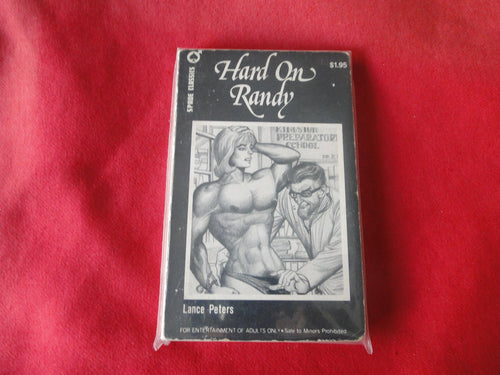 SPADE CLASSICS
$1.95
Hard On
Randy
PREPARATORY
SCHOOL
Lance Peters
FOR ENTERTAINMENT OF ADULTS ONLY • Sale to Minors Prohibited